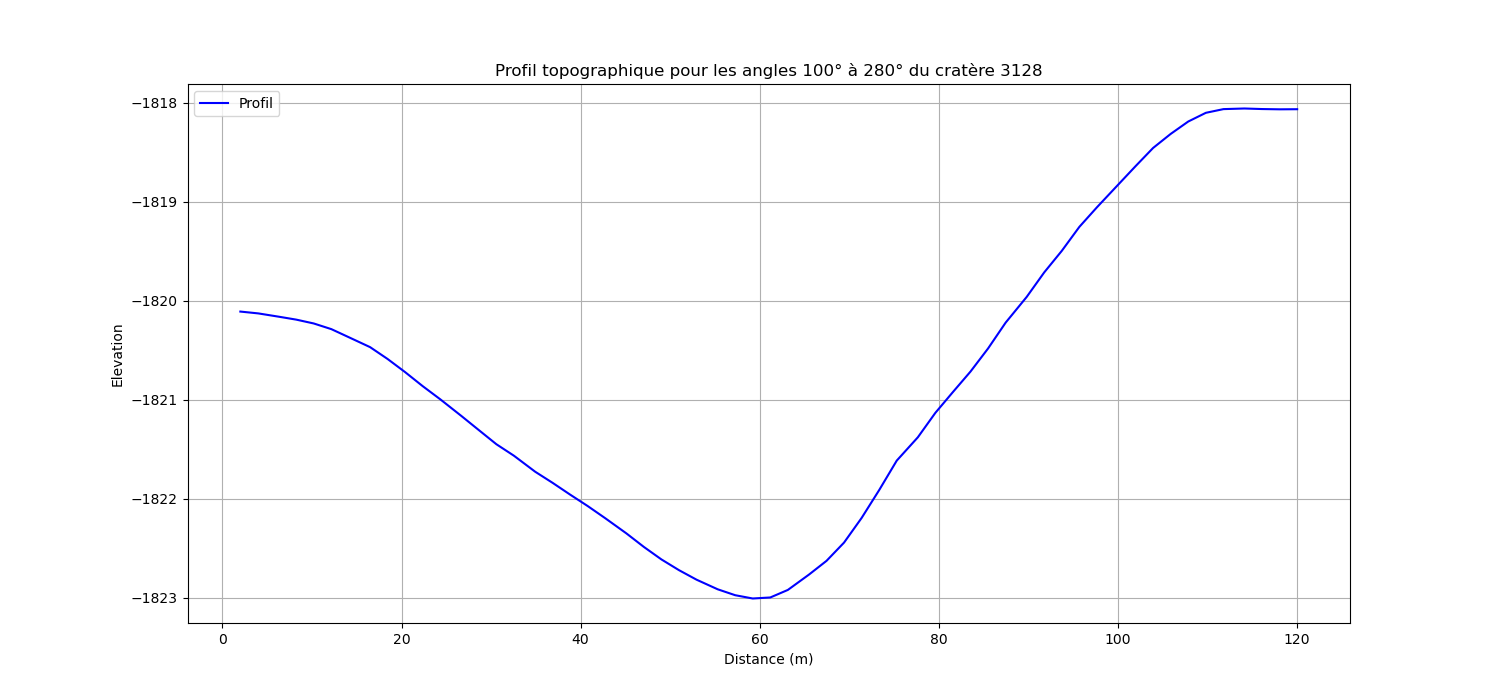 Profil topographique pour les angles 100° à 280° du cratère 3128
Profil
−1818
−1819
−1820
−1821
−1822
−1823
Elevation
0 20 40 60 80 100 120
Distance (m)